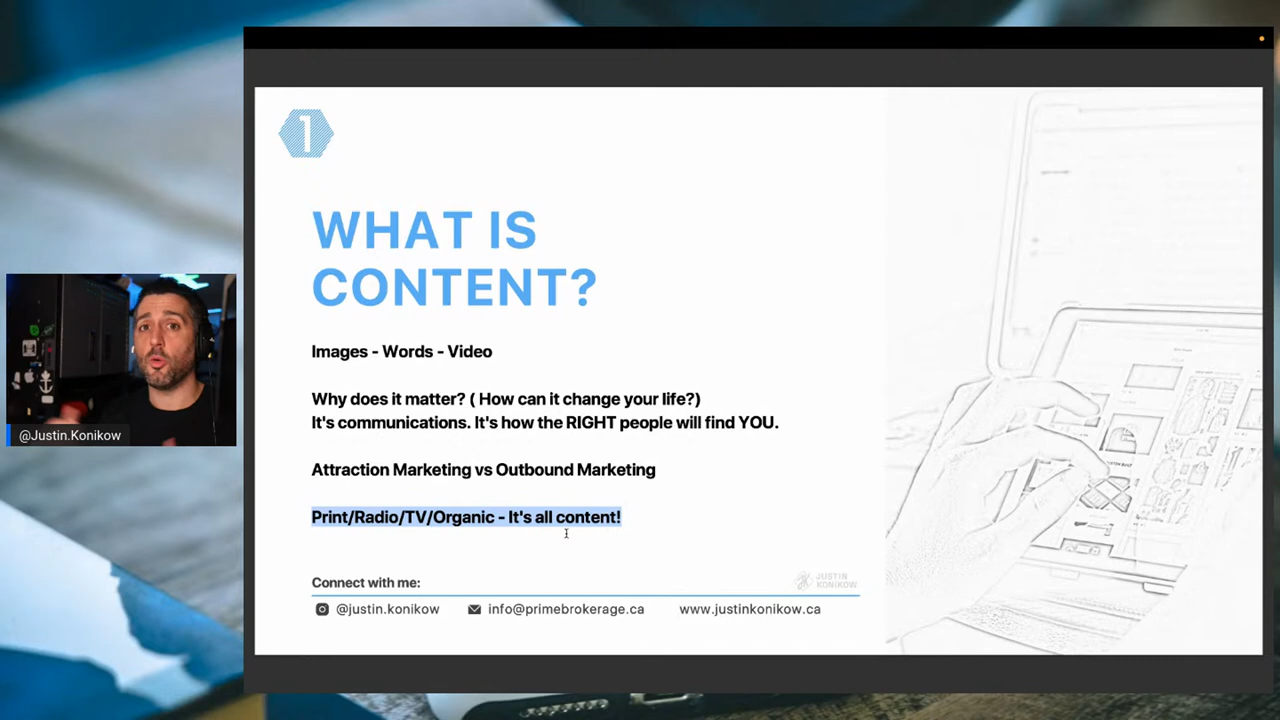 1
WHAT IS
CONTENT?
Images - Words - Video
Why does it matter? ( How can it change your life?)
It's communications. It's how the RIGHT people will find YOU.
Attraction Marketing vs Outbound Marketing
Print/Radio/TV/Organic - It's all content!
@Justin.Konikow
Connect with me:
JUSTIN
KONIKOW
@justin.konikow info@primebrokerage.ca www.justinkonikow.ca